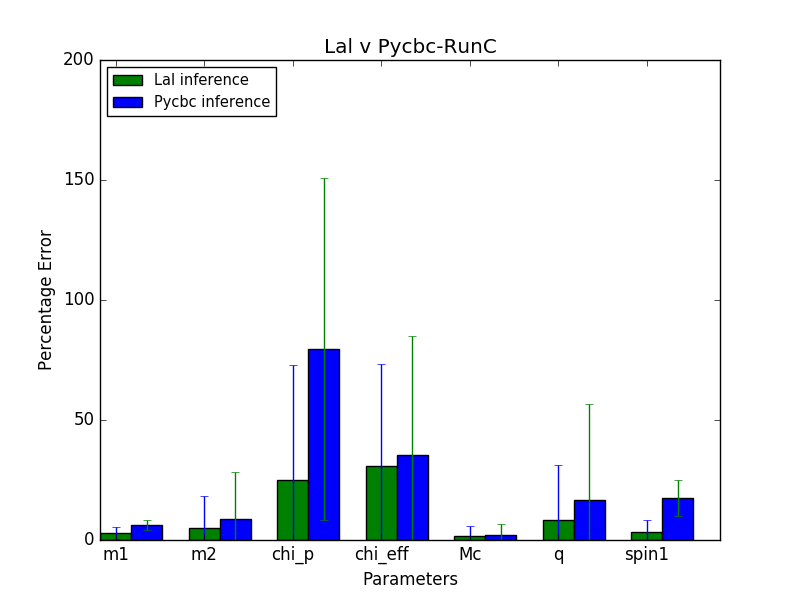 Lal v Pycbc-RunC
200
Lal inference
Pycbc inference
150
100
50
0
Percentage Error
m1 m2 chi_p chi_eff Mc q spin1
Parameters